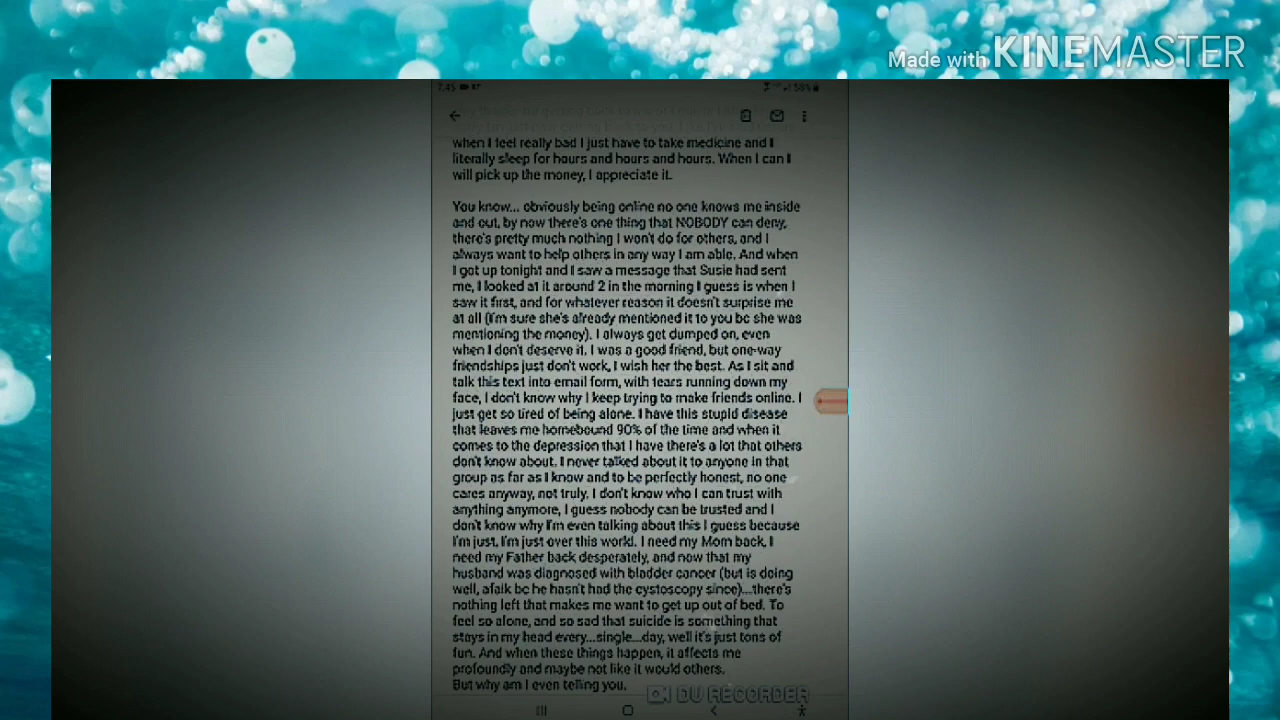 Made with KINEMASTER
7:45
58%
when I feel really bad I just have to take medicine and I
literally sleep for hours and hours and hours. When I can I
will pick up the money, I appreciate it.
You know... obviously being online no one knows me inside
and out, by now there's one thing that NOBODY can deny,
there's pretty much nothing I won't do for others, and I
always want to help others in any way I am able. And when
I got up tonight and I saw a message that Susie had sent
me, I looked at it around 2 in the morning I guess is when I
saw it first, and for whatever reason it doesn't surprise me
at all (I'm sure she's already mentioned it to you bc she was
mentioning the money). I always get dumped on, even
when I don't deserve it. I was a good friend, but one-way
friendships just don't work, I wish her the best. As I sit and
talk this text into email form, with tears running down my
face, I don't know why I keep trying to make friends online. I
just get so tired of being alone. I have this stupid disease
that leaves me homebound 90% of the time and when it
comes to the depression that I have there's a lot that others
don't know about. I never talked about it to anyone in that
group as far as I know and to be perfectly honest, no one
cares anyway, not truly. I don't know who I can trust with
anything anymore, I guess nobody can be trusted and I
don't know why I'm even talking about this I guess because
I'm just, I'm just over this world. I need my Mom back, I
need my Father back desperately, and now that my
husband was diagnosed with bladder cancer (but is doing
well, afaik bc he hasn't had the cystoscopy since)...there's
nothing left that makes me want to get up out of bed. To
feel so alone, and so sad that suicide is something that
stays in my head every...single...day, well it's just tons of
fun. And when these things happen, it affects me
profoundly and maybe not like it would others.
But why am I even telling you.
DU RECORDER